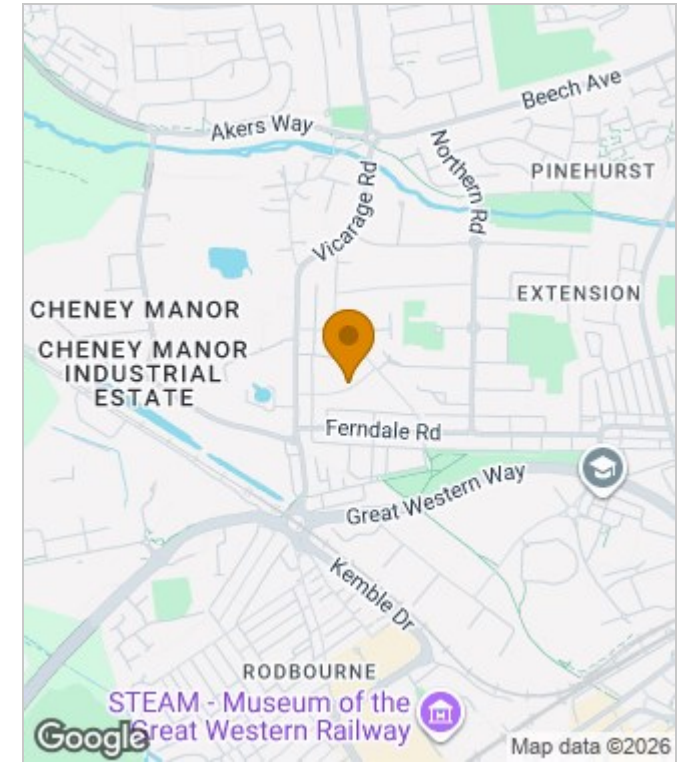 Beech Ave
Akers Way
Northern Rd
PINEHURST
Vicarage Rd
EXTENSION
CHENEY MANOR
CHENEY MANOR
INDUSTRIAL
ESTATE
Ferndale Rd
Great Western Way
Kemble Dr
RODBOURNE
STEAM - Museum of the
Great Western Railway
Google
Map data ©2026